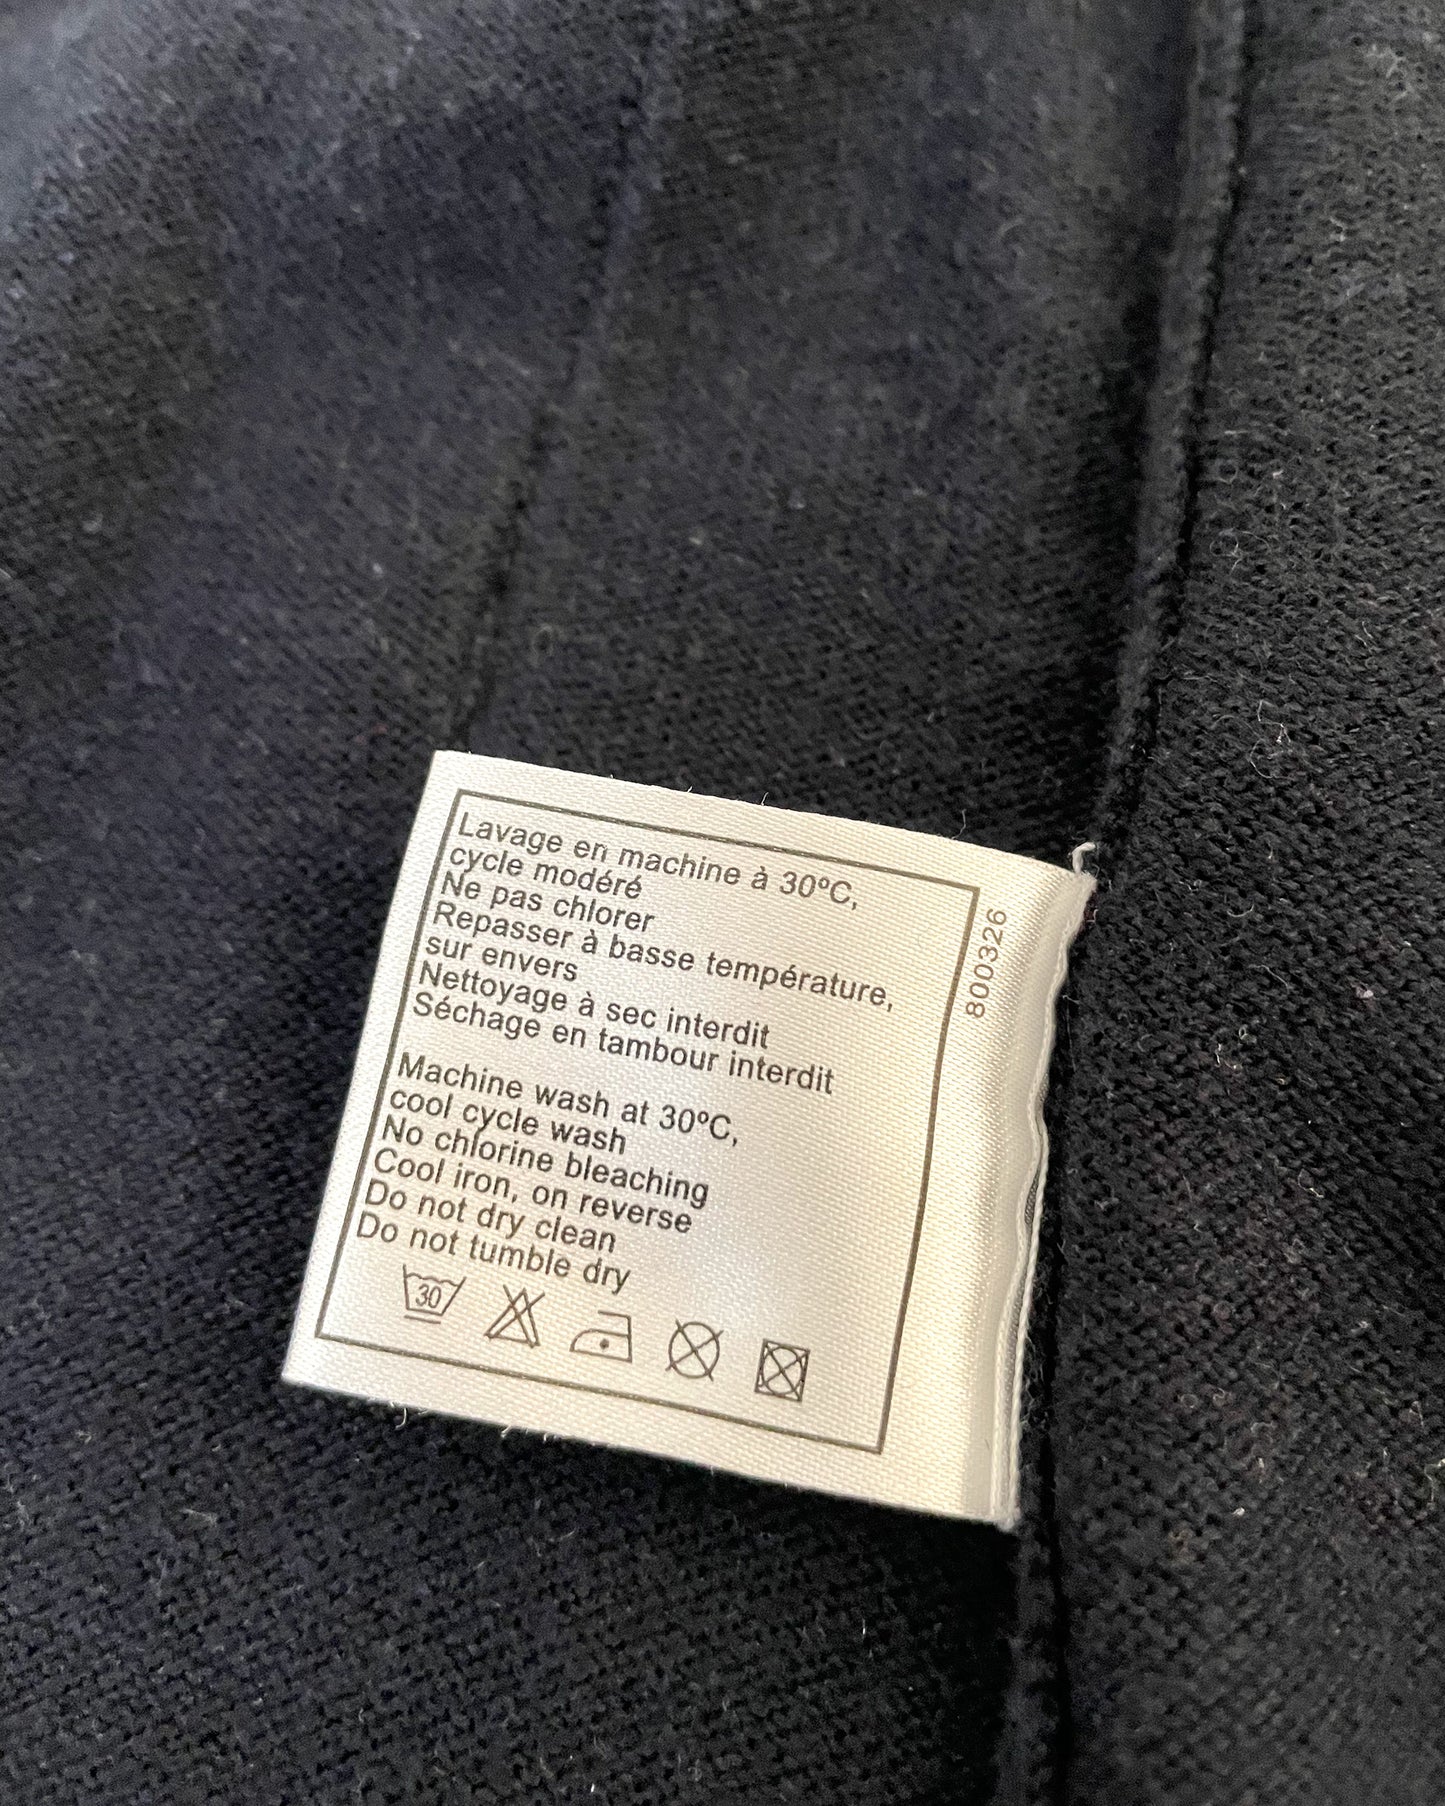 Lavage en machine à 30ºC,
cycle modéré
Ne pas chlorer
Repasser à basse température,
sur envers
Nettoyage à sec interdit
Séchage en tambour interdit
Machine wash at 30ºC,
cool cycle wash
No chlorine bleaching
Cool iron, on reverse
Do not dry clean
Do not tumble dry
30
800326